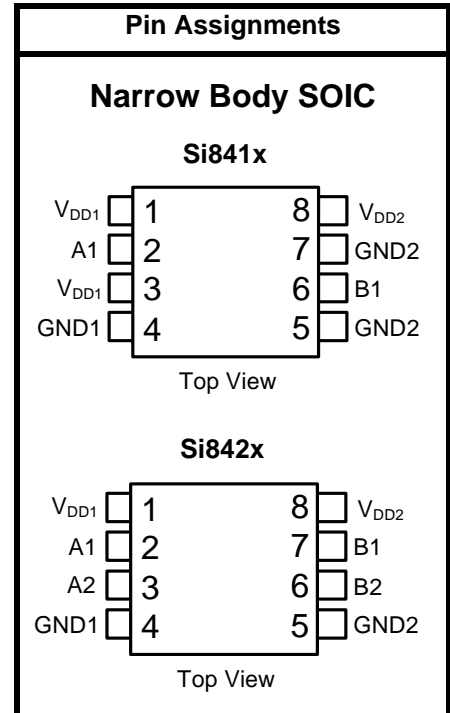 Pin Assignments
Narrow Body SOIC
Si841x
VDD1 1 8 VDD2
A1 2 7 GND2
VDD1 3 6 B1
GND1 4 5 GND2
Top View
Si842x
VDD1 1 8 VDD2
A1 2 7 B1
A2 3 6 B2
GND1 4 5 GND2
Top View